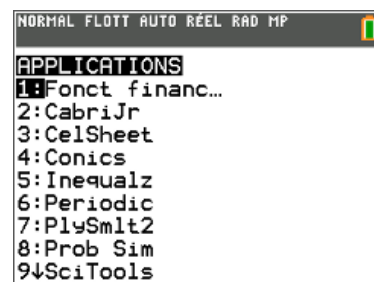 NORMAL FLOTT AUTO RÉEL RAD MP
APPLICATIONS
1:Fonct financ…
2:CabriJr
3:CelSheet
4:Conics
5:Inequalz
6:Periodic
7:PlySmlt2
8:Prob Sim
9↓SciTools